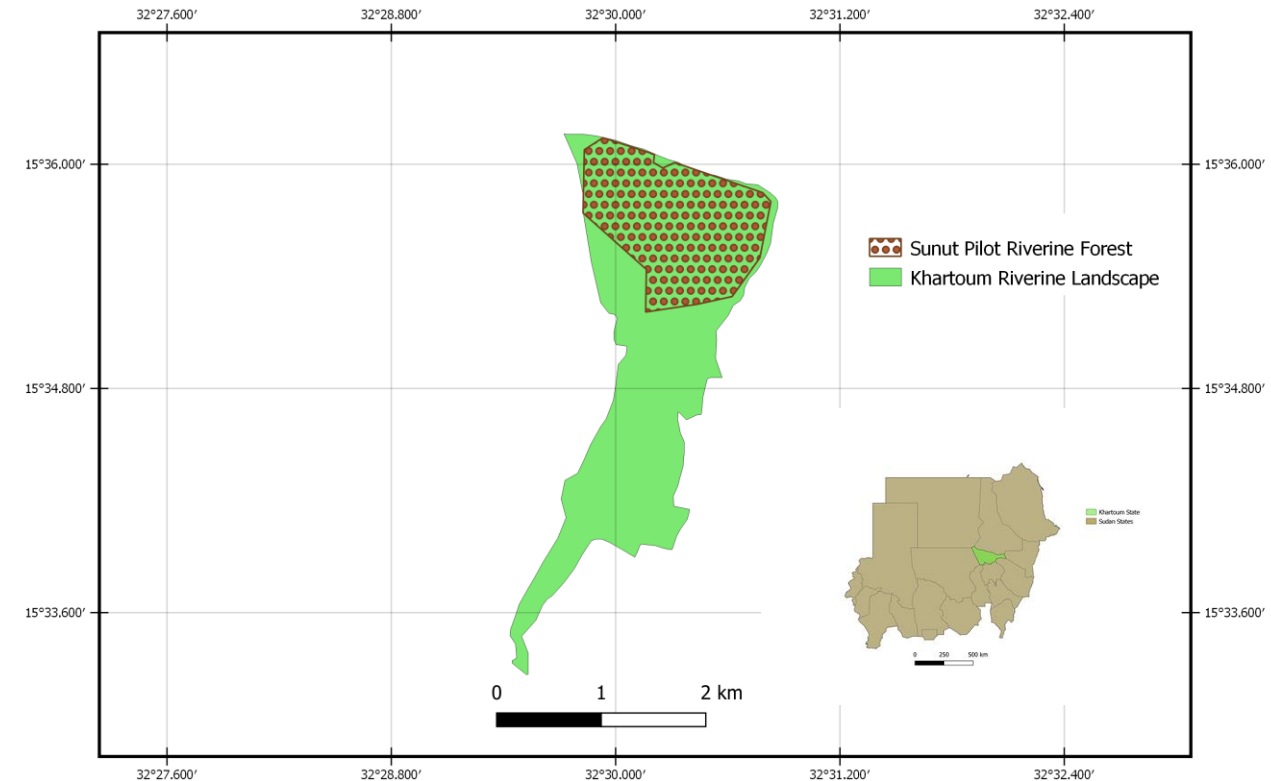 32°27.600′ 32°28.800′ 32°30.000′ 32°31.200′ 32°32.400′
15°36.000′ 15°36.000′
Sunut Pilot Riverine Forest
Khartoum Riverine Landscape
15°34.800′ 15°34.800′
Khartoum State
Sudan States
15°33.600′ 15°33.600′
0 250 500 km
0 1 2 km
32°27.600′ 32°28.800′ 32°30.000′ 32°31.200′ 32°32.400′